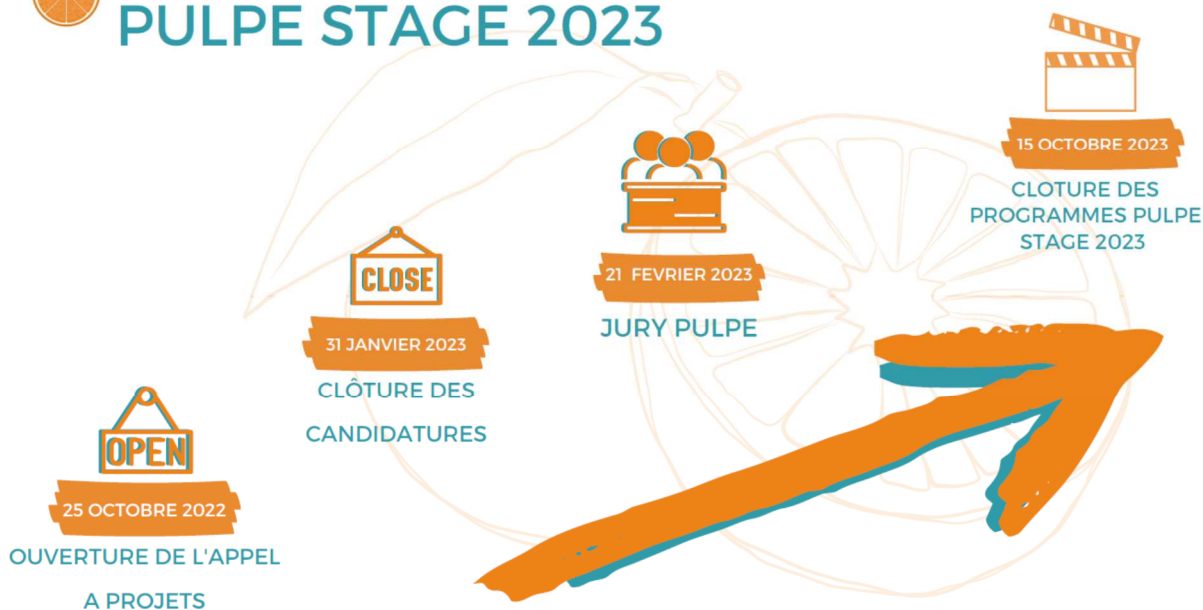 PULPE STAGE 2023
OPEN
25 OCTOBRE 2022
OUVERTURE DE L'APPEL
A PROJETS
CLOSE
31 JANVIER 2023
CLÔTURE DES
CANDIDATURES
21 FEVRIER 2023
JURY PULPE
15 OCTOBRE 2023
CLOTURE DES
PROGRAMMES PULPE
STAGE 2023